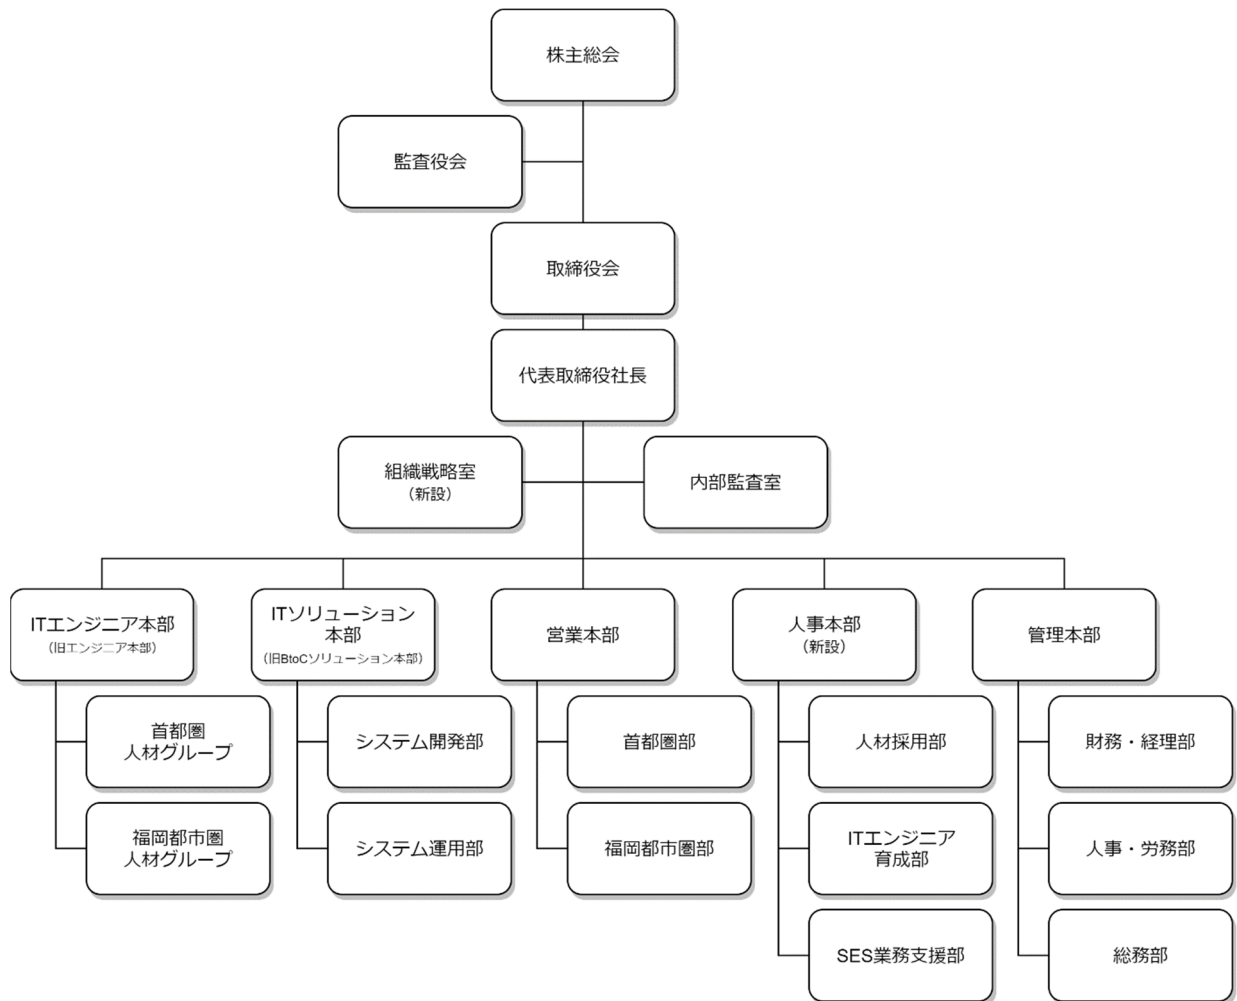 株主総会
監査役会
取締役会
代表取締役社長
組織戦略室
（新設）
内部監査室
ITエンジニア本部
（旧エンジニア本部）
ITソリューション
本部
（旧BtoCソリューション本部）
営業本部
人事本部
（新設）
管理本部
首都圏
人材グループ
システム開発部
首都圏部
人材採用部
財務・経理部
福岡都市圏
人材グループ
システム運用部
福岡都市圏部
ITエンジニア
育成部
人事・労務部
SES業務支援部
総務部